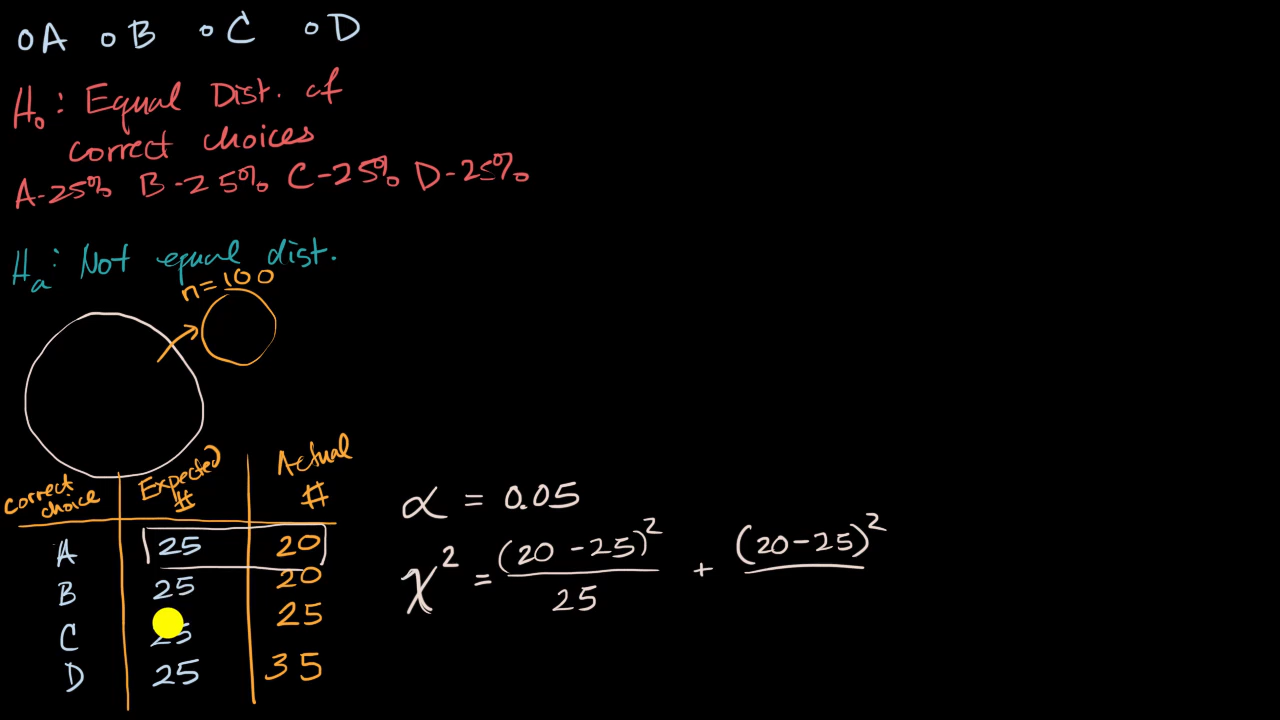 A B C D
H₀: Equal Dist. of
correct choices
A-25% B-25% C-25% D-25%
Hₐ: Not equal dist.
n=100
correct choice Expected # Actual #
A 25 20
B 25 20
C 25 25
D 25 35
α = 0.05
χ² = (20-25)²/25 + (20-25)²